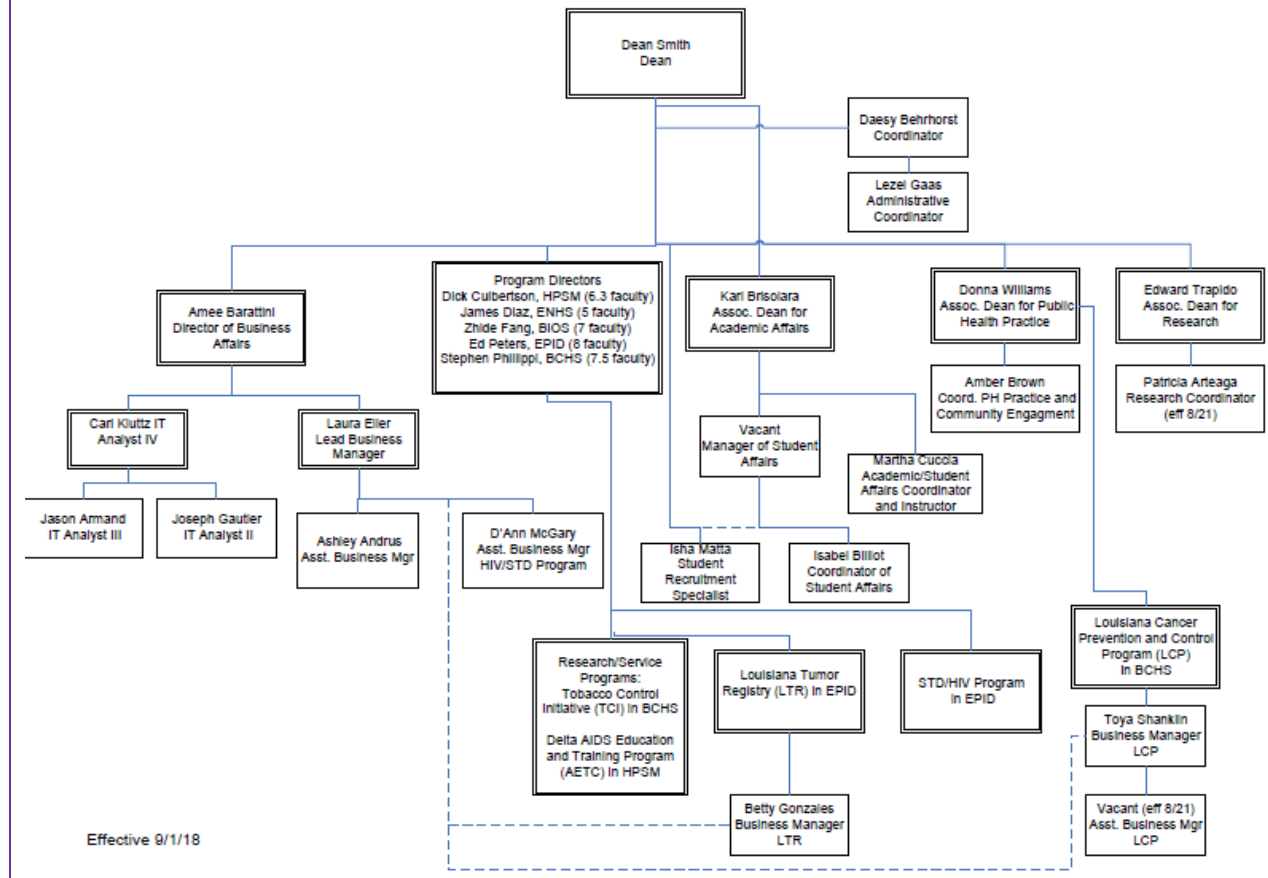 Dean Smith
Dean
Daesy Behrhorst
Coordinator
Lezel Gaas
Administrative
Coordinator
Amee Barattini
Director of Business
Affairs
Program Directors
Dick Culbertson, HPSM (6.3 faculty)
James Diaz, ENHS (5 faculty)
Zhide Fang, BIOS (7 faculty)
Ed Peters, EPID (8 faculty)
Stephen Phillippi, BCHS (7.5 faculty)
Kari Brisolara
Assoc. Dean for
Academic Affairs
Donna Williams
Assoc. Dean for Public
Health Practice
Edward Trapido
Assoc. Dean for
Research
Amber Brown
Coord. PH Practice and
Community Engagment
Patricia Arteaga
Research Coordinator
(eff 8/21)
Carl Kluttz IT
Analyst IV
Laura Eller
Lead Business
Manager
Vacant
Manager of Student
Affairs
Martha Cuccia
Academic/Student
Affairs Coordinator
and Instructor
Jason Armand
IT Analyst III
Joseph Gautier
IT Analyst II
Ashley Andrus
Asst. Business Mgr
D'Ann McGary
Asst. Business Mgr
HIV/STD Program
Isha Matta
Student
Recruitment
Specialist
Isabel Billiot
Coordinator of
Student Affairs
Research/Service
Programs:
Tobacco Control
Initiative (TCI) in BCHS
Delta AIDS Education
and Training Program
(AETC) in HPSM
Louisiana Tumor
Registry (LTR) in EPID
STD/HIV Program
in EPID
Louisiana Cancer
Prevention and Control
Program (LCP)
in BCHS
Toya Shanklin
Business Manager
LCP
Betty Gonzales
Business Manager
LTR
Vacant (eff 8/21)
Asst. Business Mgr
LCP
Effective 9/1/18